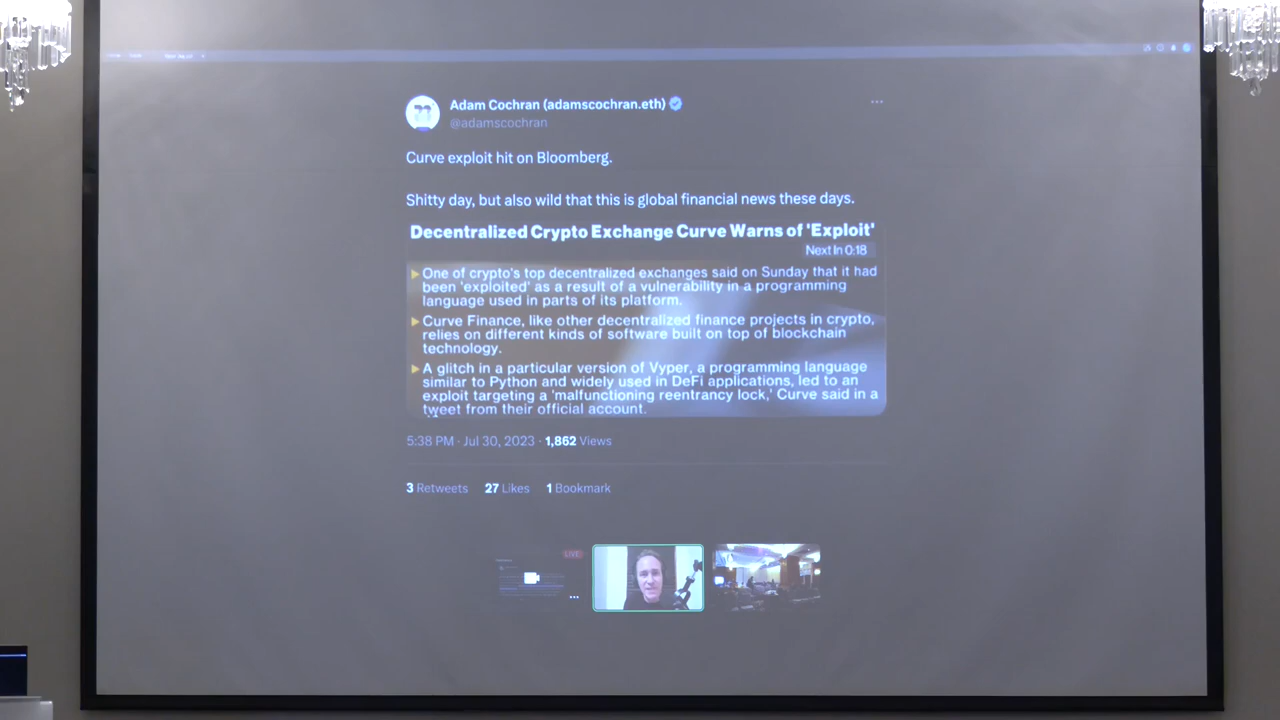 Adam Cochran (adamscochran.eth)
@adamscochran
Curve exploit hit on Bloomberg.
Shitty day, but also wild that this is global financial news these days.
Decentralized Crypto Exchange Curve Warns of 'Exploit'
Next In 0:18
One of crypto's top decentralized exchanges said on Sunday that it had
been 'exploited' as a result of a vulnerability in a programming
language used in parts of its platform.
Curve Finance, like other decentralized finance projects in crypto,
relies on different kinds of software built on top of blockchain
technology.
A glitch in a particular version of Vyper, a programming language
similar to Python and widely used in DeFi applications, led to an
exploit targeting a 'malfunctioning reentrancy lock,' Curve said in a
tweet from their official account.
5:38 PM · Jul 30, 2023 · 1,862 Views
3 Retweets 27 Likes 1 Bookmark
LIVE